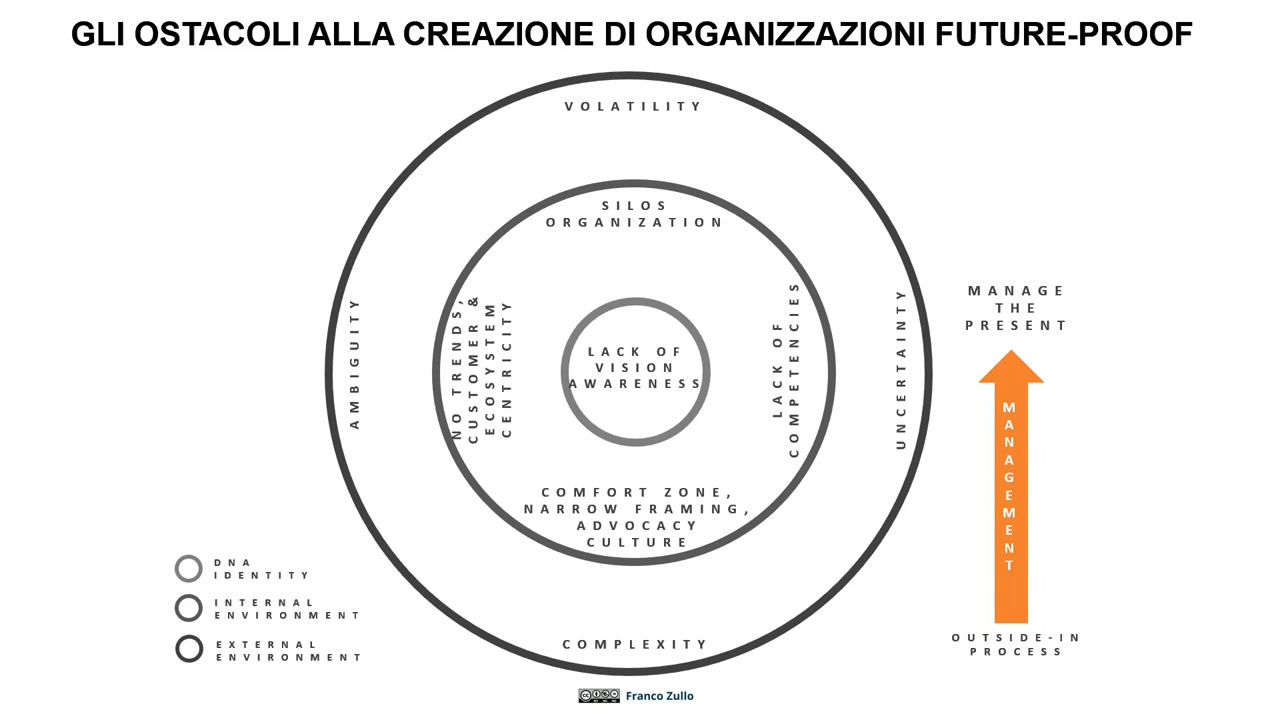 GLI OSTACOLI ALLA CREAZIONE DI ORGANIZZAZIONI FUTURE-PROOF
VOLATILITY
SILOS
ORGANIZATION
AMBIGUITY
NO TRENDS,
CUSTOMER &
ECOSYSTEM
CENTRICITY
LACK OF
VISION
AWARENESS
LACK OF
COMPETENCIES
UNCERTAINTY
COMFORT ZONE,
NARROW FRAMING,
ADVOCACY
CULTURE
COMPLEXITY
MANAGE
THE
PRESENT
MANAGEMENT
OUTSIDE-IN
PROCESS
DNA
IDENTITY
INTERNAL
ENVIRONMENT
EXTERNAL
ENVIRONMENT
Franco Zullo